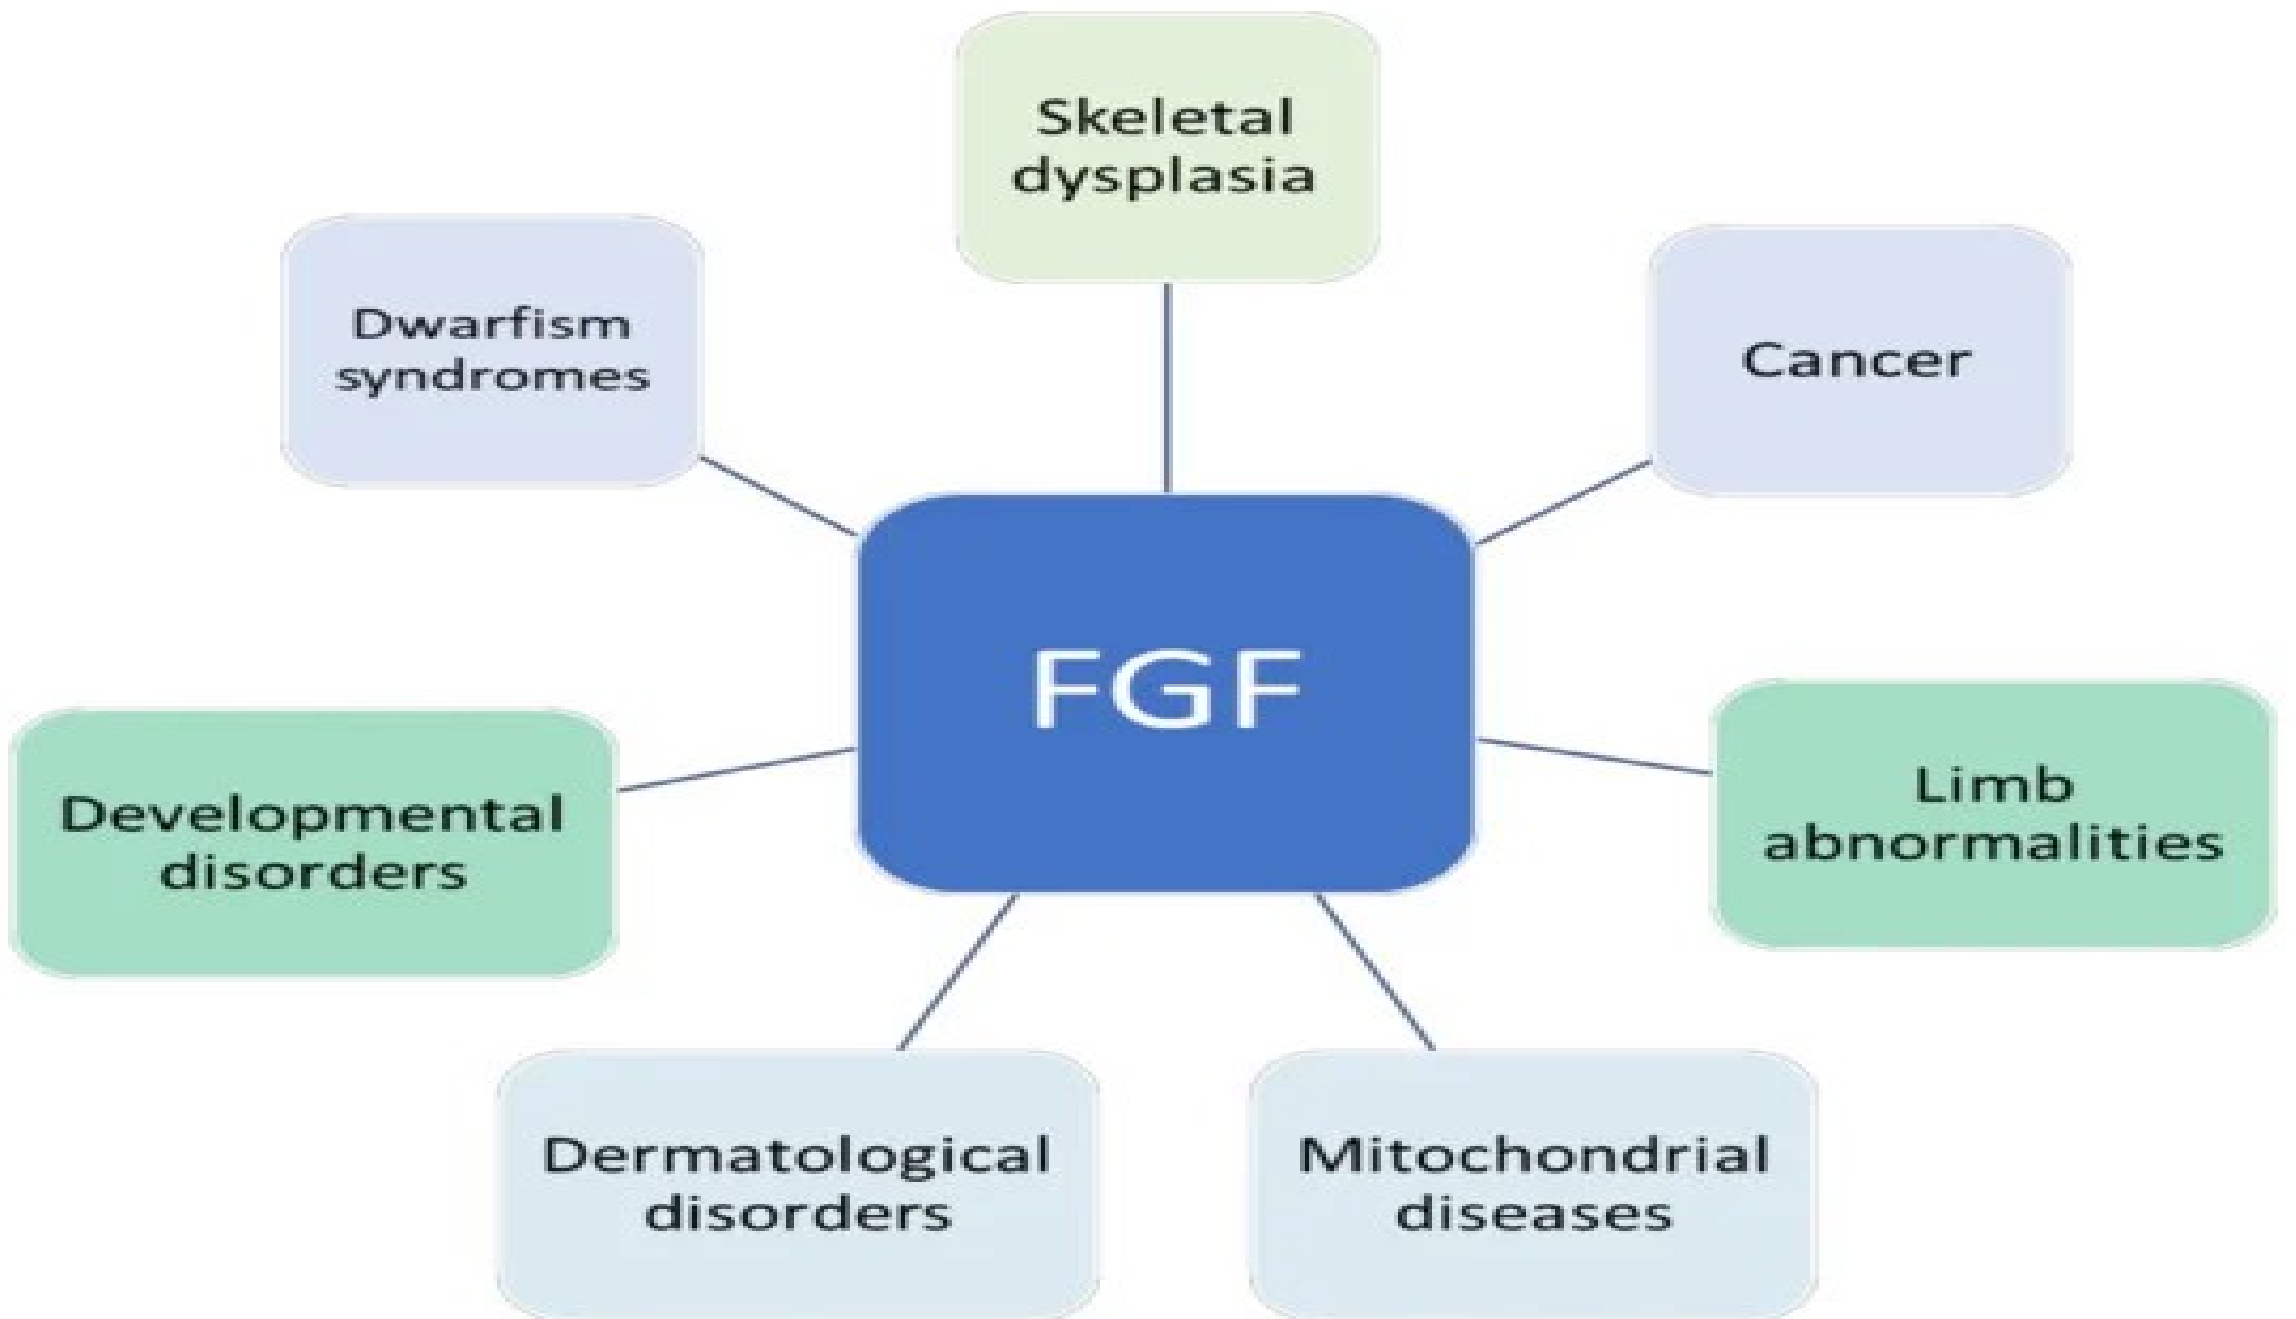 Skeletal
dysplasia
Dwarfism
syndromes
Cancer
FGF
Developmental
disorders
Limb
abnormalities
Dermatological
disorders
Mitochondrial
diseases